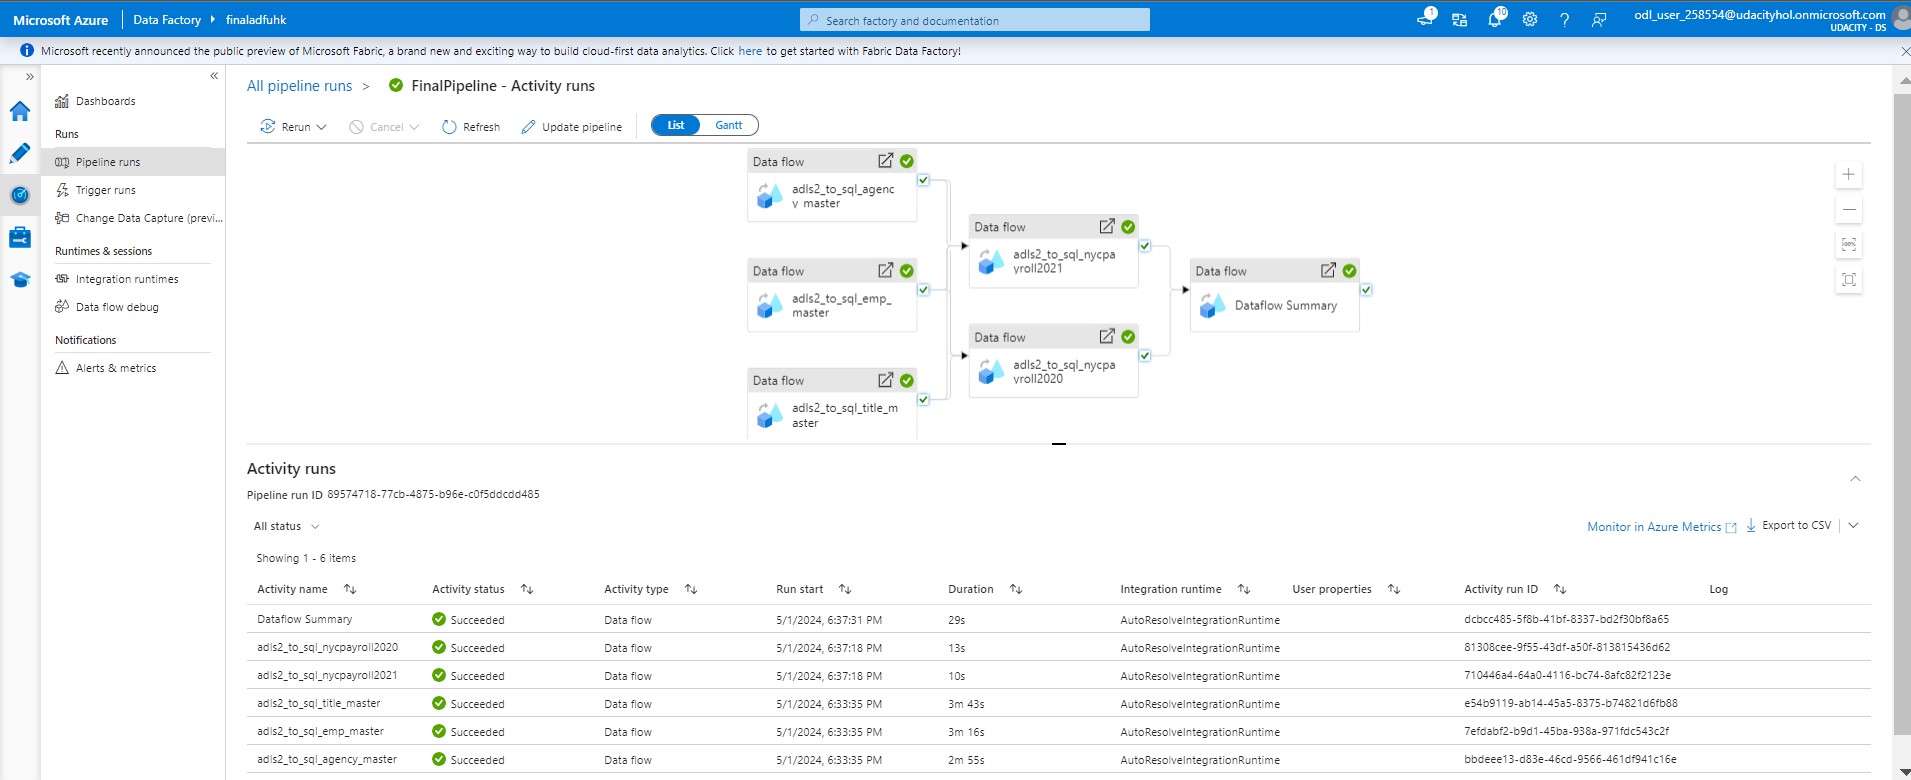 Microsoft Azure
Data Factory
finaladfuhk
Search factory and documentation
1
10
odl_user_258554@udacityhol.onmicrosoft.com
UDACITY - DS
Microsoft recently announced the public preview of Microsoft Fabric, a brand new and exciting way to build cloud-first data analytics. Click here to get started with Fabric Data Factory!
Dashboards
Runs
Pipeline runs
Trigger runs
Change Data Capture (previ...
Runtimes & sessions
Integration runtimes
Data flow debug
Notifications
Alerts & metrics
All pipeline runs > FinalPipeline - Activity runs
Rerun Cancel Refresh Update pipeline List Gantt
Data flow
adls2_to_sql_agenc
y_master
Data flow
adls2_to_sql_emp_
master
Data flow
adls2_to_sql_title_m
aster
Data flow
adls2_to_sql_nycpa
yroll2021
Data flow
adls2_to_sql_nycpa
yroll2020
Data flow
Dataflow Summary
100%
Activity runs
Pipeline run ID 89574718-77cb-4875-b96e-c0f5ddcdd485
All status
Monitor in Azure Metrics Export to CSV
Showing 1 - 6 items
Activity name Activity status Activity type Run start Duration Integration runtime User properties Activity run ID Log
Dataflow Summary Succeeded Data flow 5/1/2024, 6:37:31 PM 29s AutoResolveIntegrationRuntime dcbcc485-5f8b-41bf-8337-bd2f30bf8a65
adls2_to_sql_nycpayroll2020 Succeeded Data flow 5/1/2024, 6:37:18 PM 13s AutoResolveIntegrationRuntime 81308cee-9f55-43df-a50f-813815436d62
adls2_to_sql_nycpayroll2021 Succeeded Data flow 5/1/2024, 6:37:18 PM 10s AutoResolveIntegrationRuntime 710446a4-64a0-4116-bc74-8afc82f2123e
adls2_to_sql_title_master Succeeded Data flow 5/1/2024, 6:33:35 PM 3m 43s AutoResolveIntegrationRuntime e54b9119-ab14-45a5-8375-b74821d6fb88
adls2_to_sql_emp_master Succeeded Data flow 5/1/2024, 6:33:35 PM 3m 16s AutoResolveIntegrationRuntime 7efdabf2-b9d1-45ba-938a-971fdc543c2f
adls2_to_sql_agency_master Succeeded Data flow 5/1/2024, 6:33:35 PM 2m 55s AutoResolveIntegrationRuntime bbdeee13-d83e-46cd-9566-461df941c16e